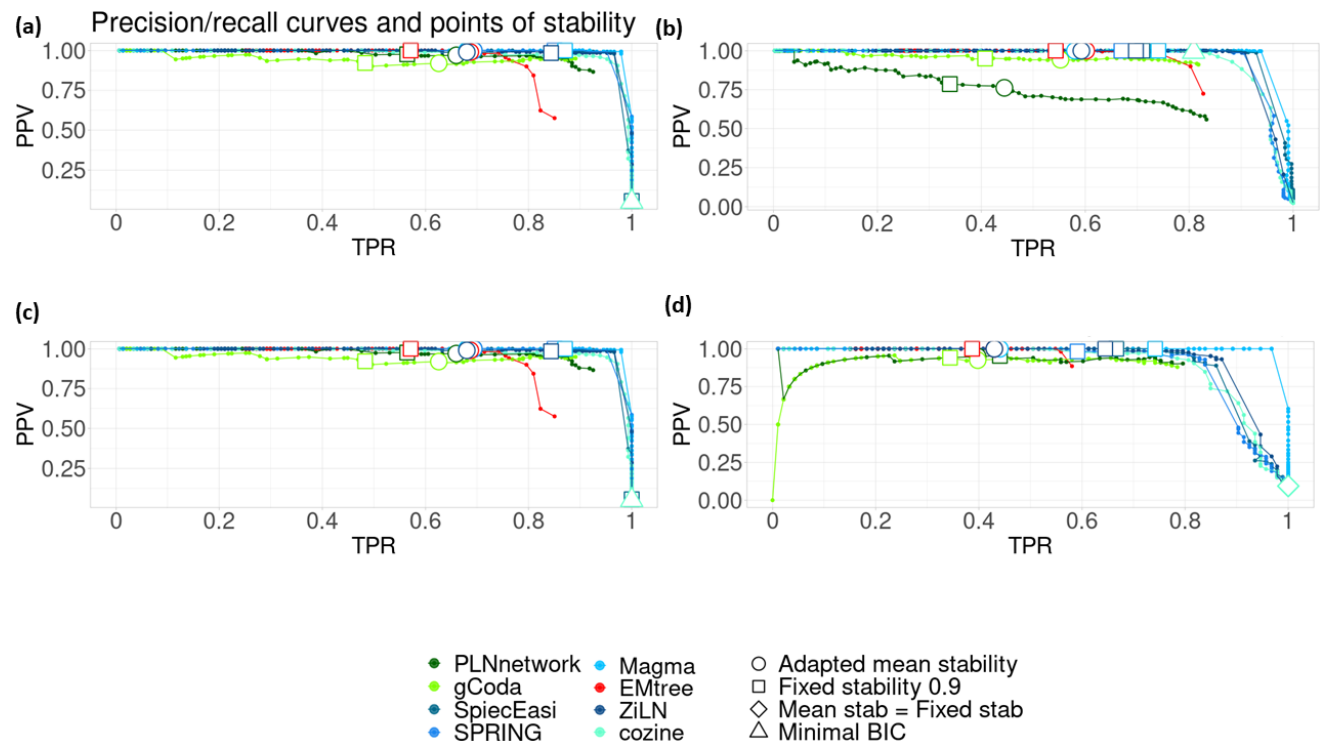 (a) Precision/recall curves and points of stability
1.00
0.75
0.50
0.25
PPV
0 0.2 0.4 0.6 0.8 1
TPR
(b)
1.00
0.75
0.50
0.25
0.00
PPV
0 0.2 0.4 0.6 0.8 1
TPR
(c)
1.00
0.75
0.50
0.25
PPV
0 0.2 0.4 0.6 0.8 1
TPR
(d)
1.00
0.75
0.50
0.25
0.00
PPV
0 0.2 0.4 0.6 0.8 1
TPR
PLNnetwork
gCoda
SpiecEasi
SPRING
Magma
EMtree
ZiLN
cozine
Adapted mean stability
Fixed stability 0.9
Mean stab = Fixed stab
Minimal BIC